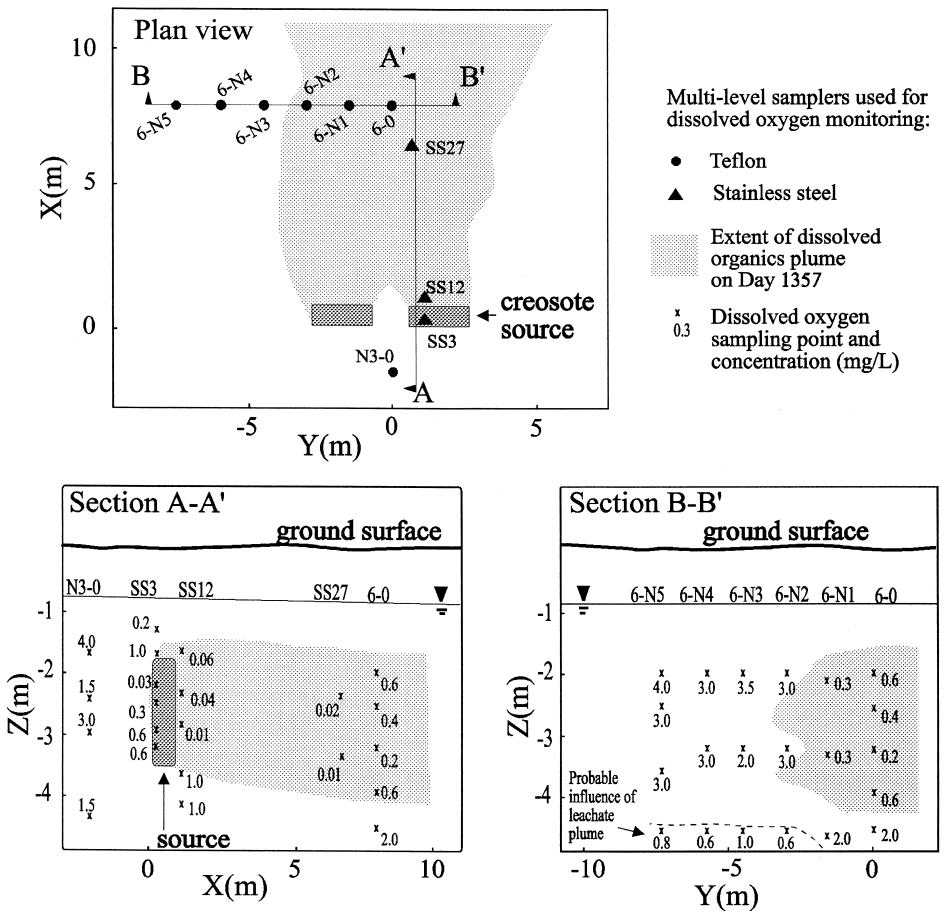 Plan view
10
5
0
X(m)
-5
0
5
Y(m)
B
B'
A'
A
6-N5
6-N4
6-N3
6-N2
6-N1
6-0
SS27
SS12
SS3
N3-0
creosote
source
Multi-level samplers used for
dissolved oxygen monitoring:
Teflon
Stainless steel
Extent of dissolved
organics plume
on Day 1357
x
0.3
Dissolved oxygen
sampling point and
concentration (mg/L)
Section A-A'
ground surface
N3-0 SS3 SS12 SS27 6-0
-1
-2
-3
-4
Z(m)
4.0
1.5
3.0
1.5
0.2
1.0
0.03
0.3
0.6
0.6
0.06
0.04
0.01
1.0
1.0
0.02
0.01
0.6
0.4
0.2
0.6
2.0
source
0 5 10
X(m)
Section B-B'
ground surface
6-N5 6-N4 6-N3 6-N2 6-N1 6-0
-1
-2
-3
-4
Z(m)
4.0 3.0 3.5 3.0 0.3 0.6
3.0 0.4
3.0 2.0 3.0 0.3 0.2
3.0 0.6
Probable
influence of
leachate
plume
0.8 0.6 1.0 0.6 2.0 2.0
-10 -5 0
Y(m)